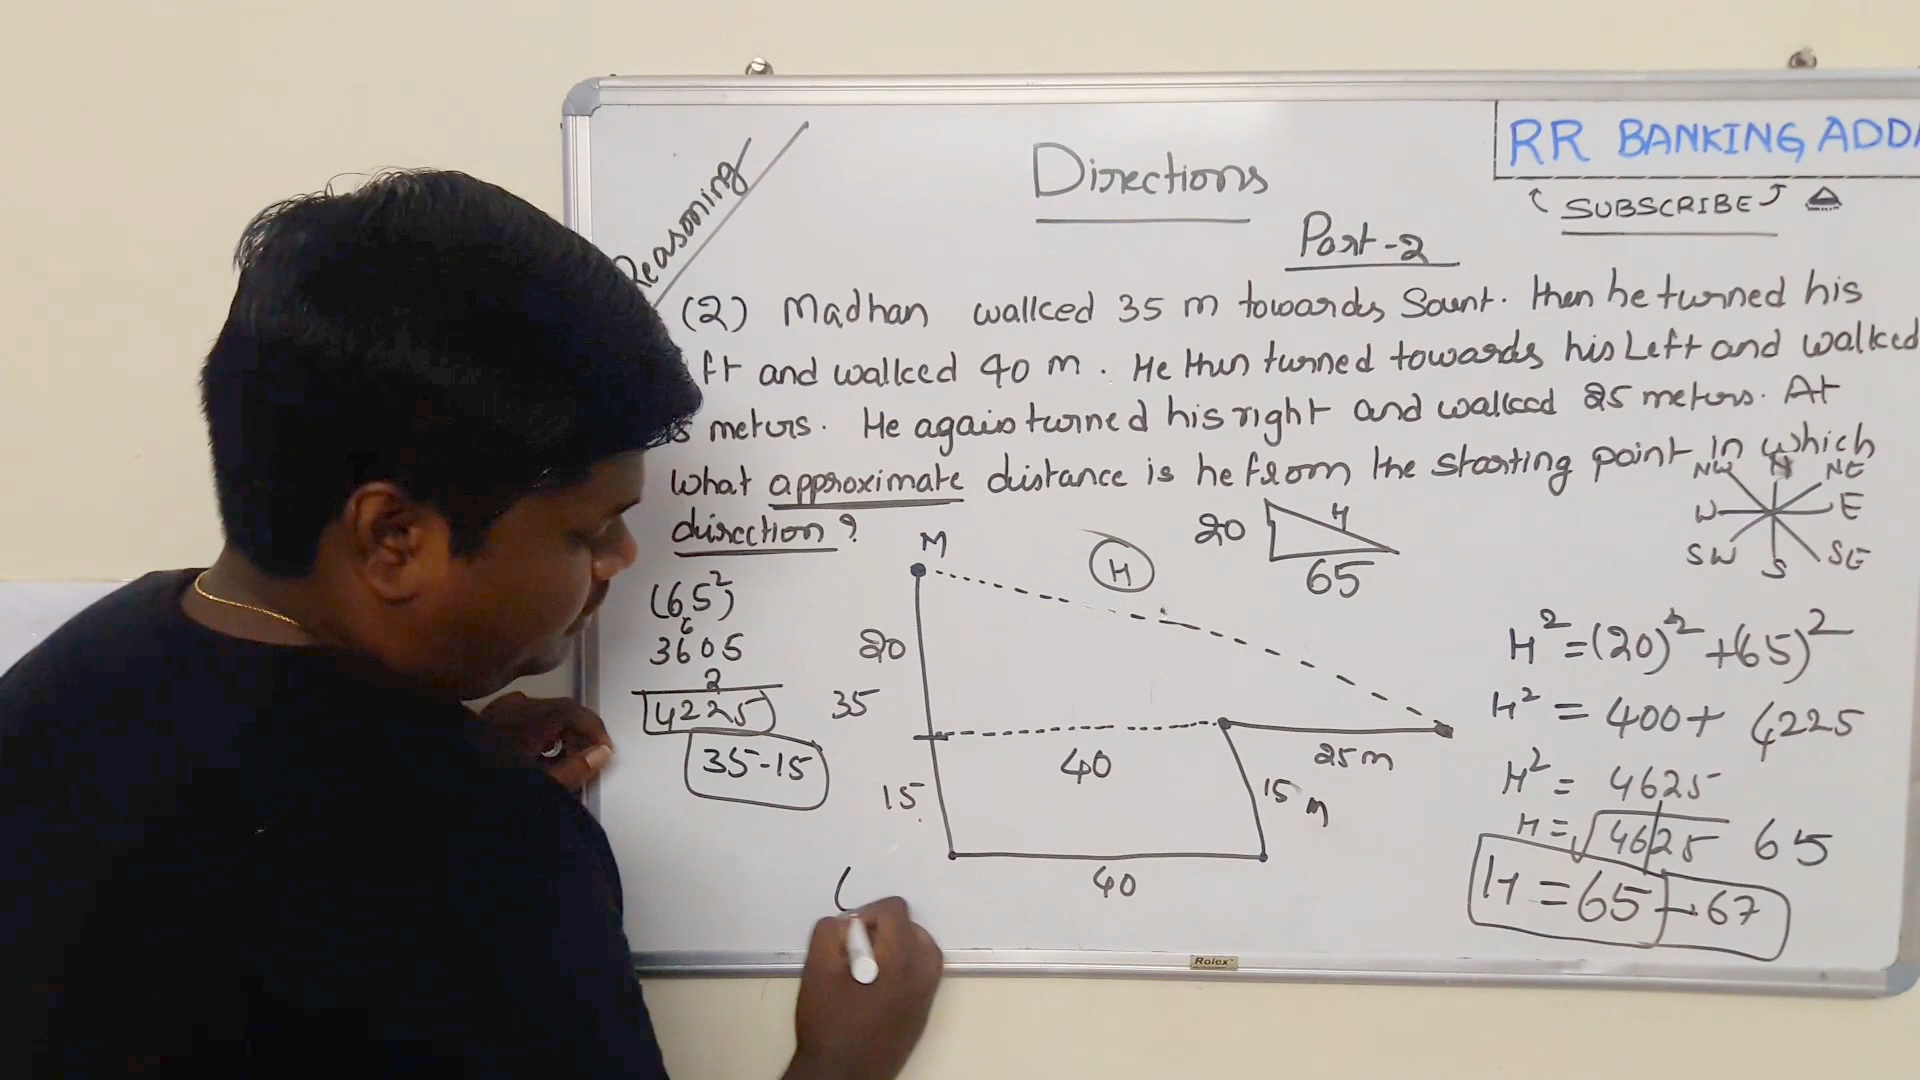 Reasoning
Directions
RR BANKING ADDA
SUBSCRIBE
Part-2
(2) Madhan walked 35 m towards Sount. then he turned his
ft and walked 40 m. He then turned towards his Left and walked
meters. He again turned his right and walked 25 meters. At
what approximate distance is he from the starting point in which
direction?
NW N NE
W E
SW S SE
M
H
20
H
65
(65)²
3605
2
4225
35-15
20
35
15
40
25m
15 m
40
H² = (20)² + (65)²
H² = 400 + 4225
H² = 4625
H = √4625 65
H = 65 - 67
(
Rolex